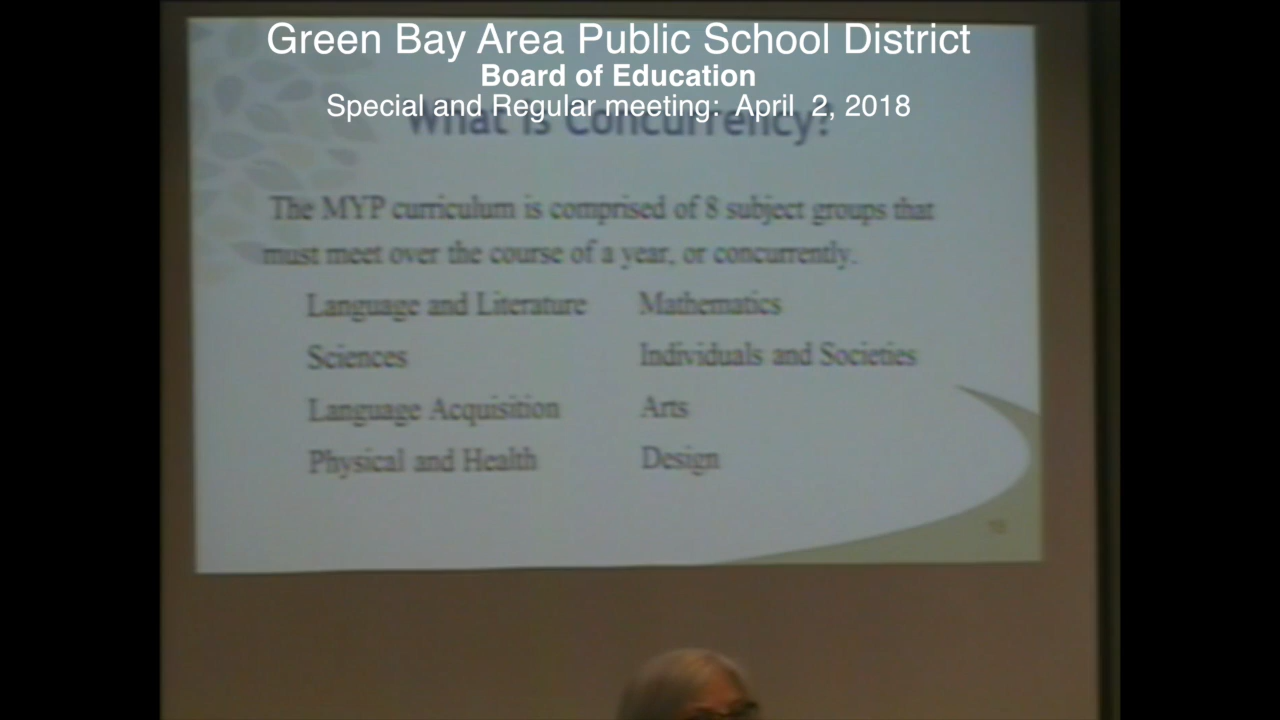 Green Bay Area Public School District
Board of Education
Special and Regular meeting: April 2, 2018
What is Concurrency?
The MYP curriculum is comprised of 8 subject groups that
must meet over the course of a year, or concurrently.
Language and Literature Mathematics
Sciences Individuals and Societies
Language Acquisition Arts
Physical and Health Design